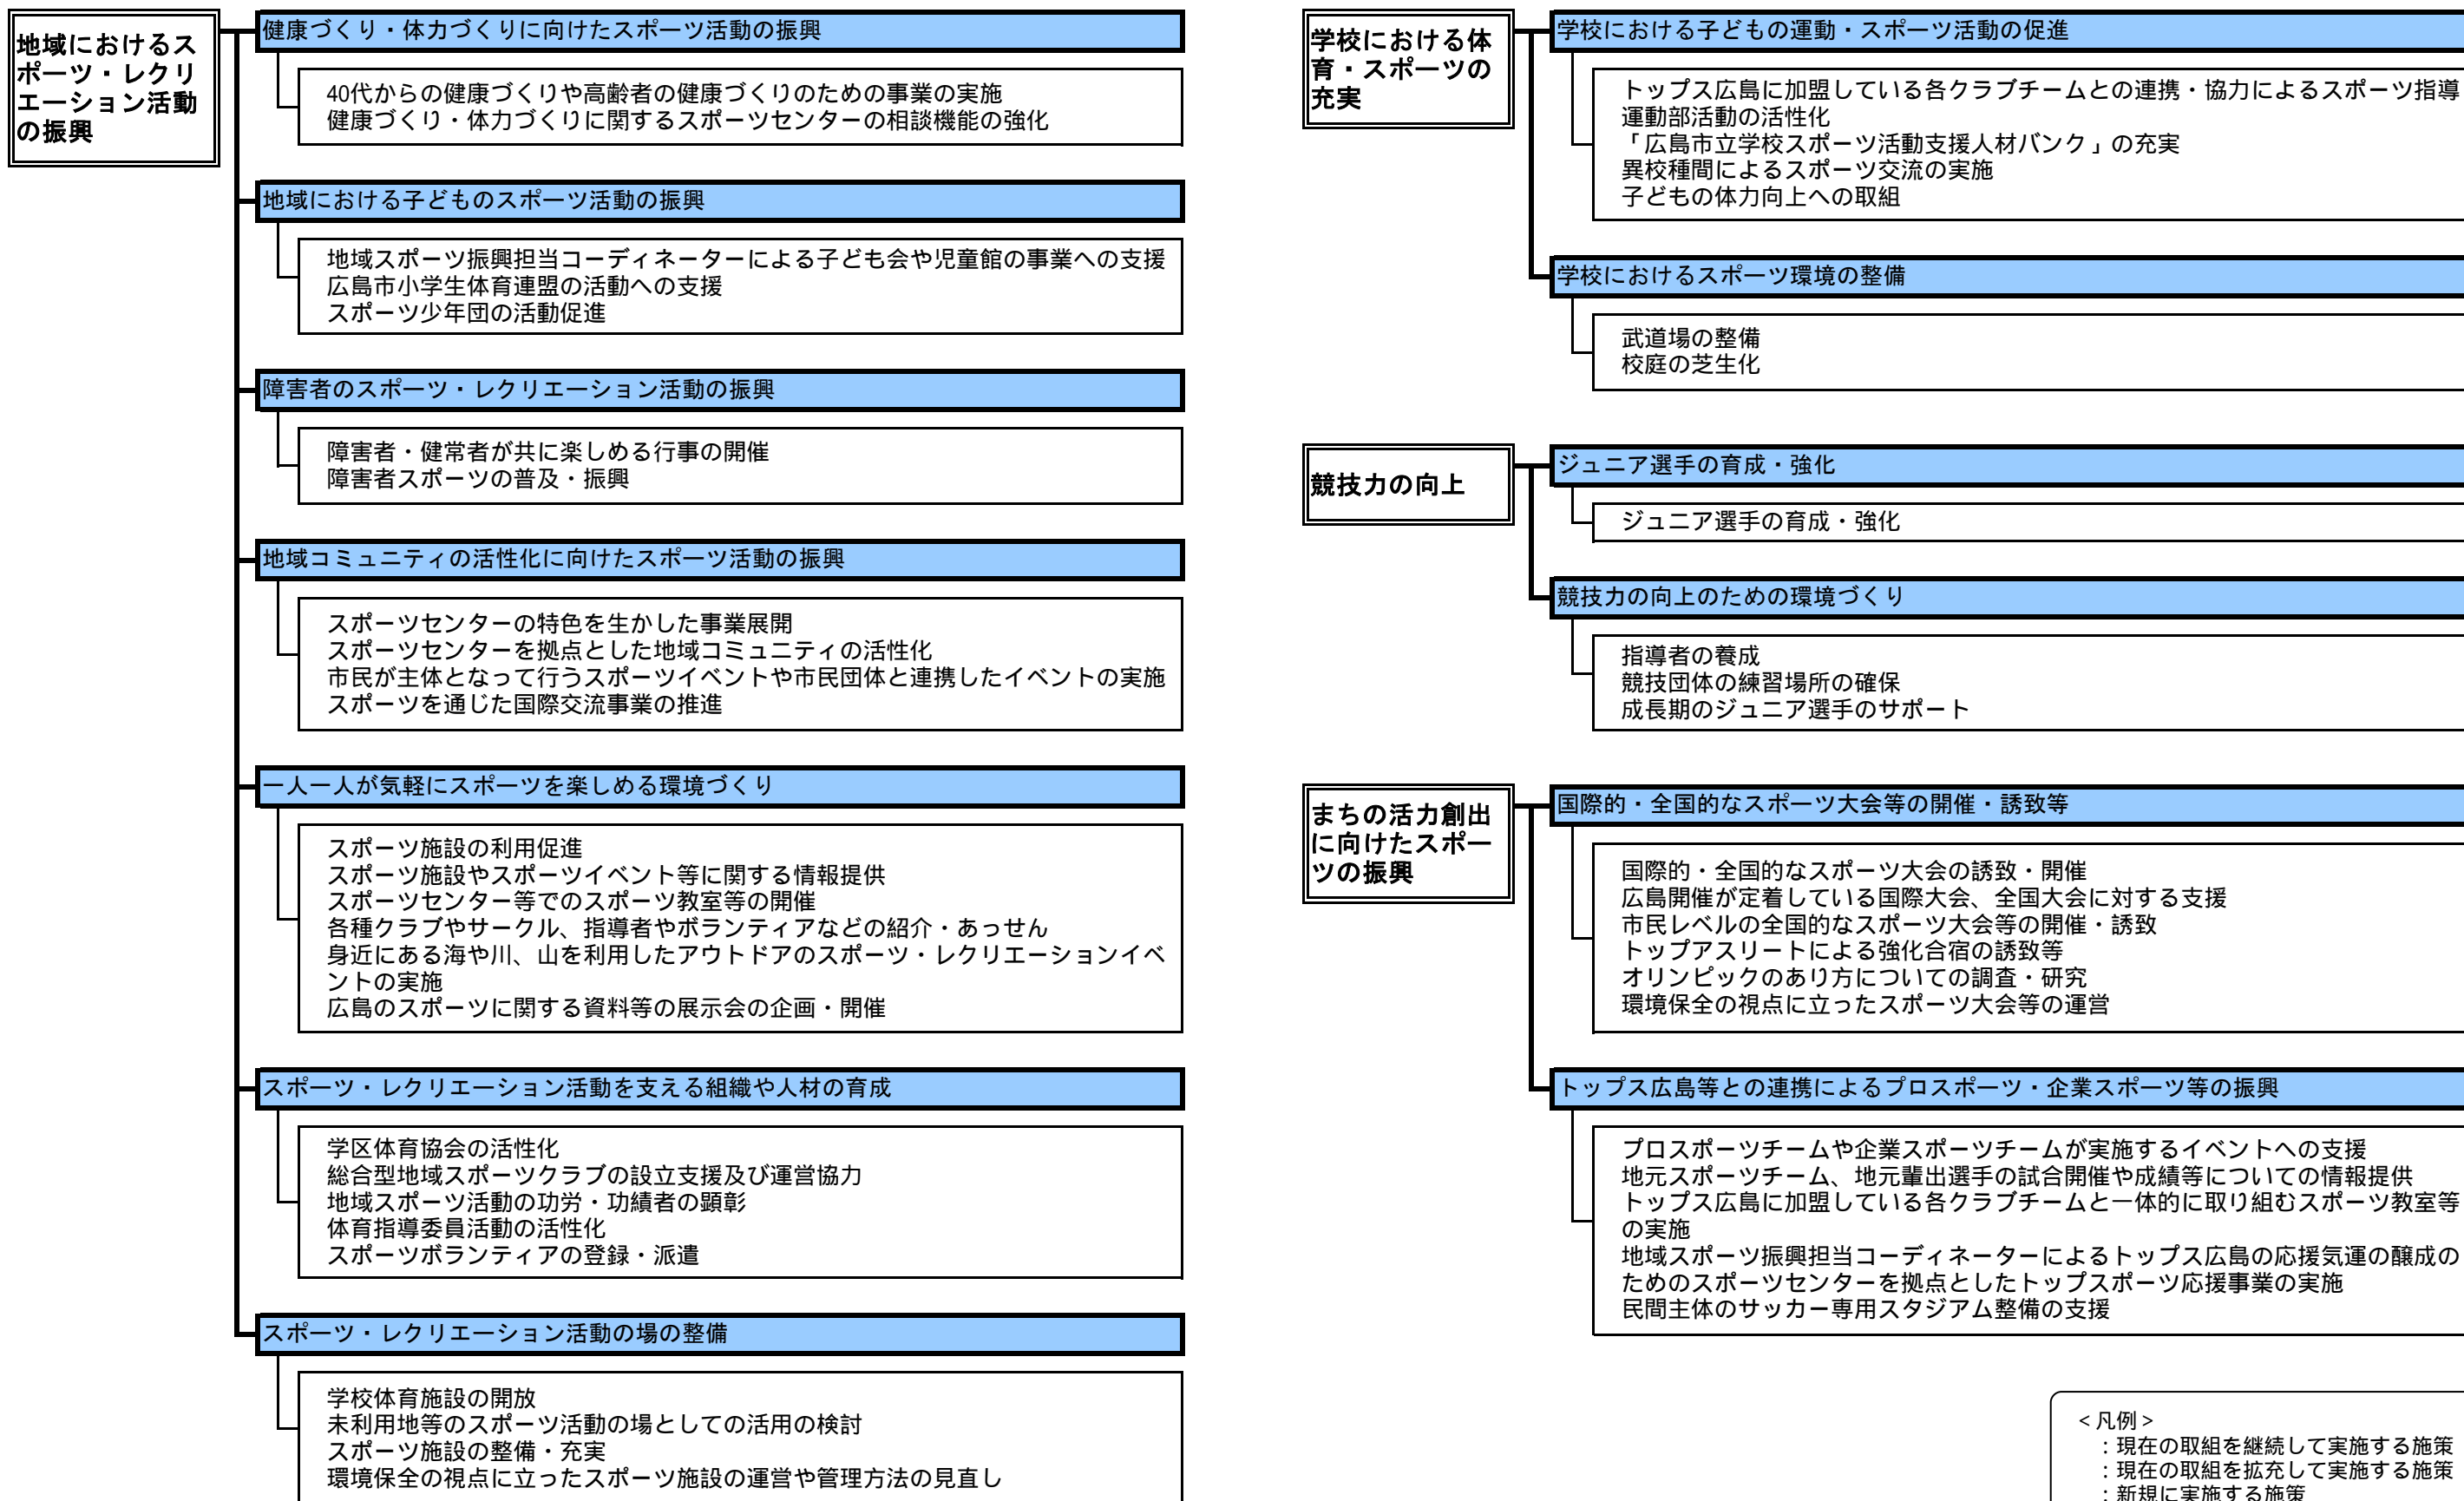 地域におけるス
ポーツ・レクリ
エーション活動
の振興
健康づくり・体力づくりに向けたスポーツ活動の振興
40代からの健康づくりや高齢者の健康づくりのための事業の実施
健康づくり・体力づくりに関するスポーツセンターの相談機能の強化
地域における子どものスポーツ活動の振興
地域スポーツ振興担当コーディネーターによる子ども会や児童館の事業への支援
広島市小学生体育連盟の活動への支援
スポーツ少年団の活動促進
障害者のスポーツ・レクリエーション活動の振興
障害者・健常者が共に楽しめる行事の開催
障害者スポーツの普及・振興
地域コミュニティの活性化に向けたスポーツ活動の振興
スポーツセンターの特色を生かした事業展開
スポーツセンターを拠点とした地域コミュニティの活性化
市民が主体となって行うスポーツイベントや市民団体と連携したイベントの実施
スポーツを通じた国際交流事業の推進
一人一人が気軽にスポーツを楽しめる環境づくり
スポーツ施設の利用促進
スポーツ施設やスポーツイベント等に関する情報提供
スポーツセンター等でのスポーツ教室等の開催
各種クラブやサークル、指導者やボランティアなどの紹介・あっせん
身近にある海や川、山を利用したアウトドアのスポーツ・レクリエーションイベ
ントの実施
広島のスポーツに関する資料等の展示会の企画・開催
スポーツ・レクリエーション活動を支える組織や人材の育成
学区体育協会の活性化
総合型地域スポーツクラブの設立支援及び運営協力
地域スポーツ活動の功労・功績者の顕彰
体育指導委員活動の活性化
スポーツボランティアの登録・派遣
スポーツ・レクリエーション活動の場の整備
学校体育施設の開放
未利用地等のスポーツ活動の場としての活用の検討
スポーツ施設の整備・充実
環境保全の視点に立ったスポーツ施設の運営や管理方法の見直し
学校における体
育・スポーツの
充実
学校における子どもの運動・スポーツ活動の促進
トップス広島に加盟している各クラブチームとの連携・協力によるスポーツ指導
運動部活動の活性化
「広島市立学校スポーツ活動支援人材バンク」の充実
異校種間によるスポーツ交流の実施
子どもの体力向上への取組
学校におけるスポーツ環境の整備
武道場の整備
校庭の芝生化
競技力の向上
ジュニア選手の育成・強化
ジュニア選手の育成・強化
競技力の向上のための環境づくり
指導者の養成
競技団体の練習場所の確保
成長期のジュニア選手のサポート
まちの活力創出
に向けたスポー
ツの振興
国際的・全国的なスポーツ大会等の開催・誘致等
国際的・全国的なスポーツ大会の誘致・開催
広島開催が定着している国際大会、全国大会に対する支援
市民レベルの全国的なスポーツ大会等の開催・誘致
トップアスリートによる強化合宿の誘致等
オリンピックのあり方についての調査・研究
環境保全の視点に立ったスポーツ大会等の運営
トップス広島等との連携によるプロスポーツ・企業スポーツ等の振興
プロスポーツチームや企業スポーツチームが実施するイベントへの支援
地元スポーツチーム、地元輩出選手の試合開催や成績等についての情報提供
トップス広島に加盟している各クラブチームと一体的に取り組むスポーツ教室等
の実施
地域スポーツ振興担当コーディネーターによるトップス広島の応援気運の醸成の
ためのスポーツセンターを拠点としたトップスポーツ応援事業の実施
民間主体のサッカー専用スタジアム整備の支援
<凡例>
:現在の取組を継続して実施する施策
:現在の取組を拡充して実施する施策
:新規に実施する施策